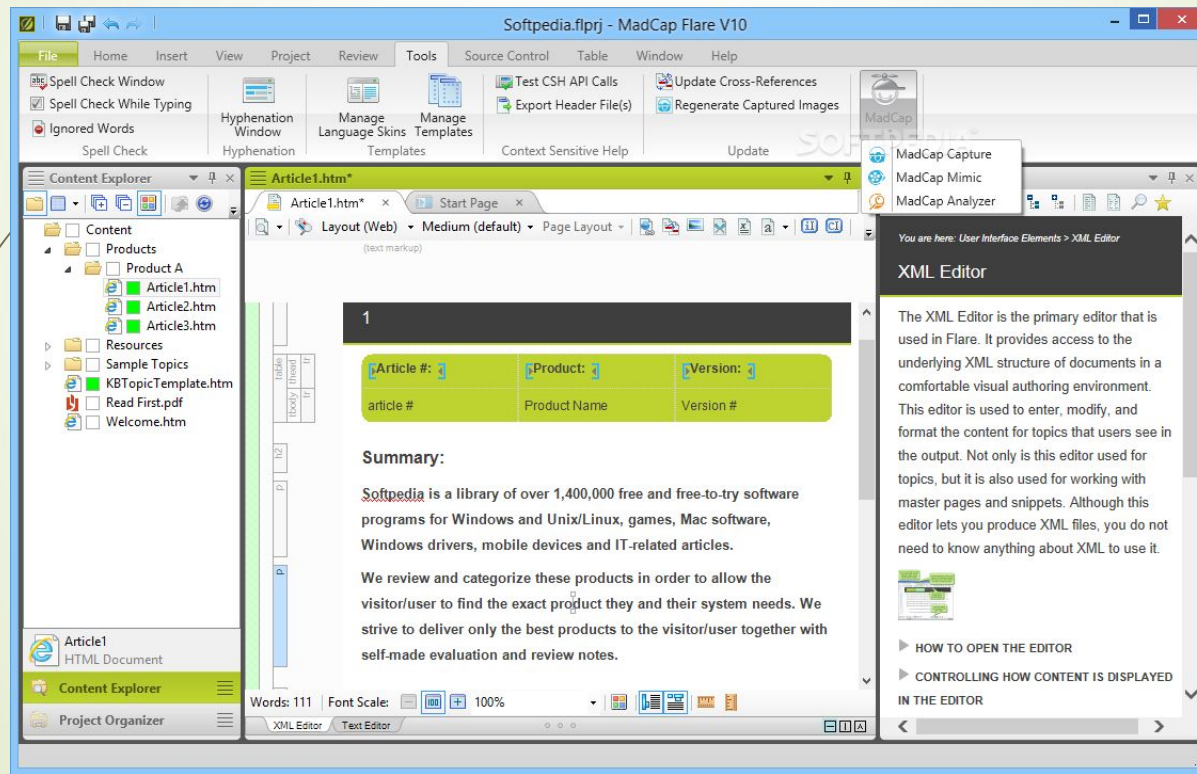 Softpedia.flprj - MadCap Flare V10
File Home Insert View Project Review Tools Source Control Table Window Help
Spell Check Window
Spell Check While Typing
Ignored Words
Spell Check
Hyphenation
Window
Hyphenation
Manage
Language Skins
Manage
Templates
Templates
Test CSH API Calls
Export Header File(s)
Context Sensitive Help
Update Cross-References
Regenerate Captured Images
Update
MadCap
SOFTPEDIA
MadCap Capture
MadCap Mimic
MadCap Analyzer
Content Explorer
Content
Products
Product A
Article1.htm
Article2.htm
Article3.htm
Resources
Sample Topics
KBTopicTemplate.htm
Read First.pdf
Welcome.htm
Article1
HTML Document
Content Explorer
Project Organizer
Article1.htm*
Article1.htm* Start Page
Layout (Web) Medium (default) Page Layout
(text markup)
1
table thead tr
tbody tr
h2
p
p
Article #: Product: Version:
article # Product Name Version #
Summary:
Softpedia is a library of over 1,400,000 free and free-to-try software
programs for Windows and Unix/Linux, games, Mac software,
Windows drivers, mobile devices and IT-related articles.
We review and categorize these products in order to allow the
visitor/user to find the exact product they and their system needs. We
strive to deliver only the best products to the visitor/user together with
self-made evaluation and review notes.
Words: 111 Font Scale: 100%
XML Editor Text Editor
You are here: User Interface Elements > XML Editor
XML Editor
The XML Editor is the primary editor that is
used in Flare. It provides access to the
underlying XML structure of documents in a
comfortable visual authoring environment.
This editor is used to enter, modify, and
format the content for topics that users see in
the output. Not only is this editor used for
topics, but it is also used for working with
master pages and snippets. Although this
editor lets you produce XML files, you do not
need to know anything about XML to use it.
HOW TO OPEN THE EDITOR
CONTROLLING HOW CONTENT IS DISPLAYED
IN THE EDITOR